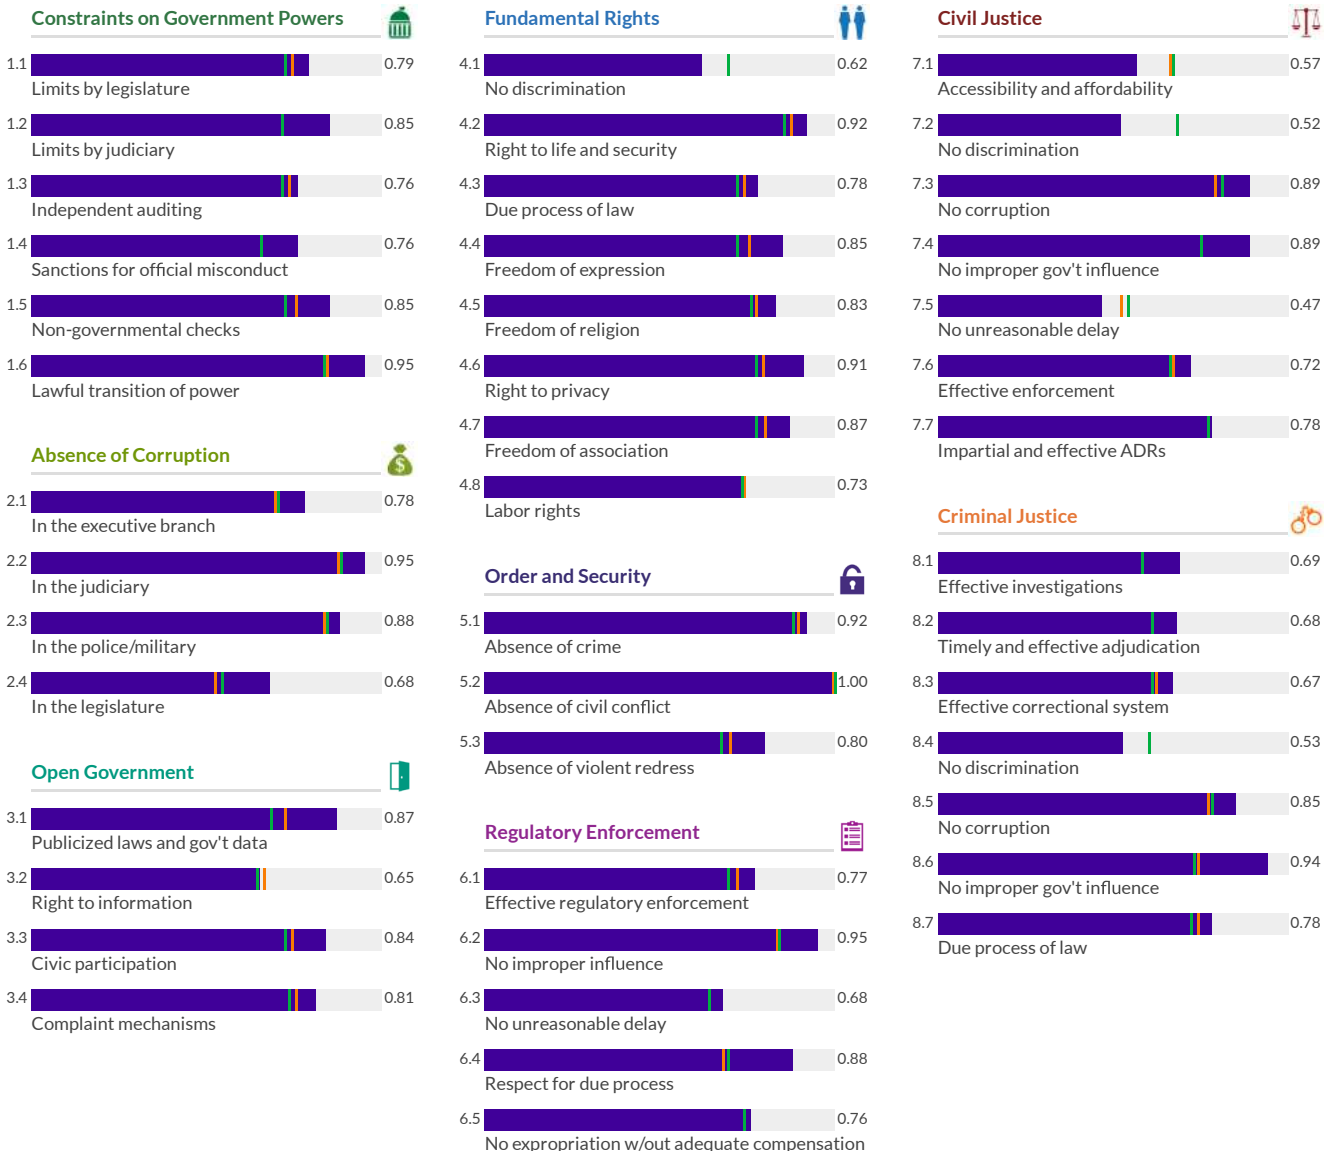 Constraints on Government Powers
1.1 0.79
Limits by legislature
1.2 0.85
Limits by judiciary
1.3 0.76
Independent auditing
1.4 0.76
Sanctions for official misconduct
1.5 0.85
Non-governmental checks
1.6 0.95
Lawful transition of power
Absence of Corruption
$
2.1 0.78
In the executive branch
2.2 0.95
In the judiciary
2.3 0.88
In the police/military
2.4 0.68
In the legislature
Open Government
3.1 0.87
Publicized laws and gov't data
3.2 0.65
Right to information
3.3 0.84
Civic participation
3.4 0.81
Complaint mechanisms
Fundamental Rights
4.1 0.62
No discrimination
4.2 0.92
Right to life and security
4.3 0.78
Due process of law
4.4 0.85
Freedom of expression
4.5 0.83
Freedom of religion
4.6 0.91
Right to privacy
4.7 0.87
Freedom of association
4.8 0.73
Labor rights
Order and Security
5.1 0.92
Absence of crime
5.2 1.00
Absence of civil conflict
5.3 0.80
Absence of violent redress
Regulatory Enforcement
6.1 0.77
Effective regulatory enforcement
6.2 0.95
No improper influence
6.3 0.68
No unreasonable delay
6.4 0.88
Respect for due process
6.5 0.76
No expropriation w/out adequate compensation
Civil Justice
7.1 0.57
Accessibility and affordability
7.2 0.52
No discrimination
7.3 0.89
No corruption
7.4 0.89
No improper gov't influence
7.5 0.47
No unreasonable delay
7.6 0.72
Effective enforcement
7.7 0.78
Impartial and effective ADRs
Criminal Justice
8.1 0.69
Effective investigations
8.2 0.68
Timely and effective adjudication
8.3 0.67
Effective correctional system
8.4 0.53
No discrimination
8.5 0.85
No corruption
8.6 0.94
No improper gov't influence
8.7 0.78
Due process of law